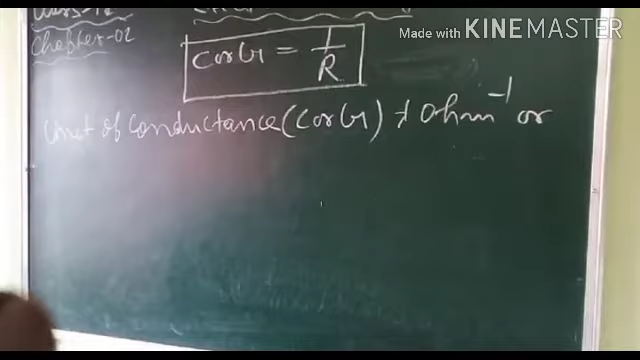 Made with KINEMASTER
Chapter-02
C or G = 1/R
Unit of Conductance (C or G) → Ohm⁻¹ or